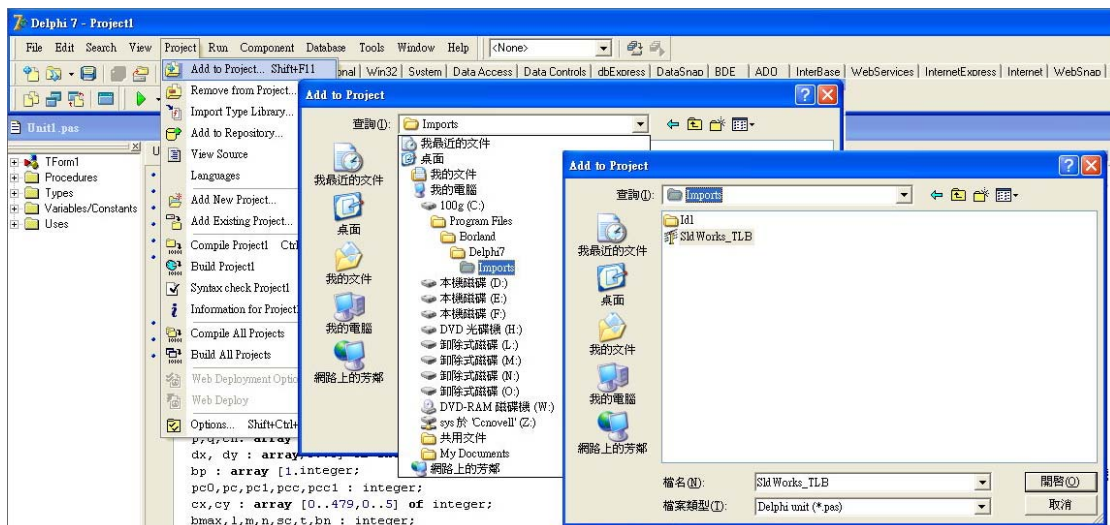 Delphi 7 - Project1
File Edit Search View Project Run Component Database Tools Window Help <None>
Add to Project... Shift+F11
Win32 System Data Access Data Controls dbExpress DataSnap BDE ADO InterBase WebServices InternetExpress Internet WebSnap
Remove from Project...
Import Type Library...
Add to Repository...
View Source
Languages
Add New Project...
Add Existing Project...
Compile Project1
Build Project1
Syntax check Project1
Information for Project1
Compile All Projects
Build All Projects
Web Deployment
Web Deploy
Options...
Unit1.pas
TForm1
Procedures
Types
Variables/Constants
Uses
Add to Project
查詢(I): Imports
我最近的文件
桌面
我的文件
我的電腦
網路上的芳鄰
我最近的文件
桌面
我的文件
我的電腦
100g (C:)
Program Files
Borland
Delphi7
Imports
本機磁碟 (D:)
本機磁碟 (E:)
本機磁碟 (F:)
DVD 光碟機 (H:)
卸除式磁碟 (L:)
卸除式磁碟 (M:)
卸除式磁碟 (N:)
卸除式磁碟 (O:)
DVD-RAM 磁碟機 (W:)
sys 於 'Ccnovell' (Z:)
共用文件
My Documents
網路上的芳鄰
Add to Project
查詢(I): Imports
我最近的文件
桌面
我的文件
我的電腦
網路上的芳鄰
Id1
SldWorks_TLB
檔名(N): SldWorks_TLB 開啟(O)
檔案類型(T): Delphi unit (*.pas) 取消
dx, dy : array
bp : array [1.integer;
pc0,pc,pc1,pcc,pcc1 : integer;
cx,cy : array [0..479,0..5] of integer;
bmax,l,m,n,sc,t,bn : integer;